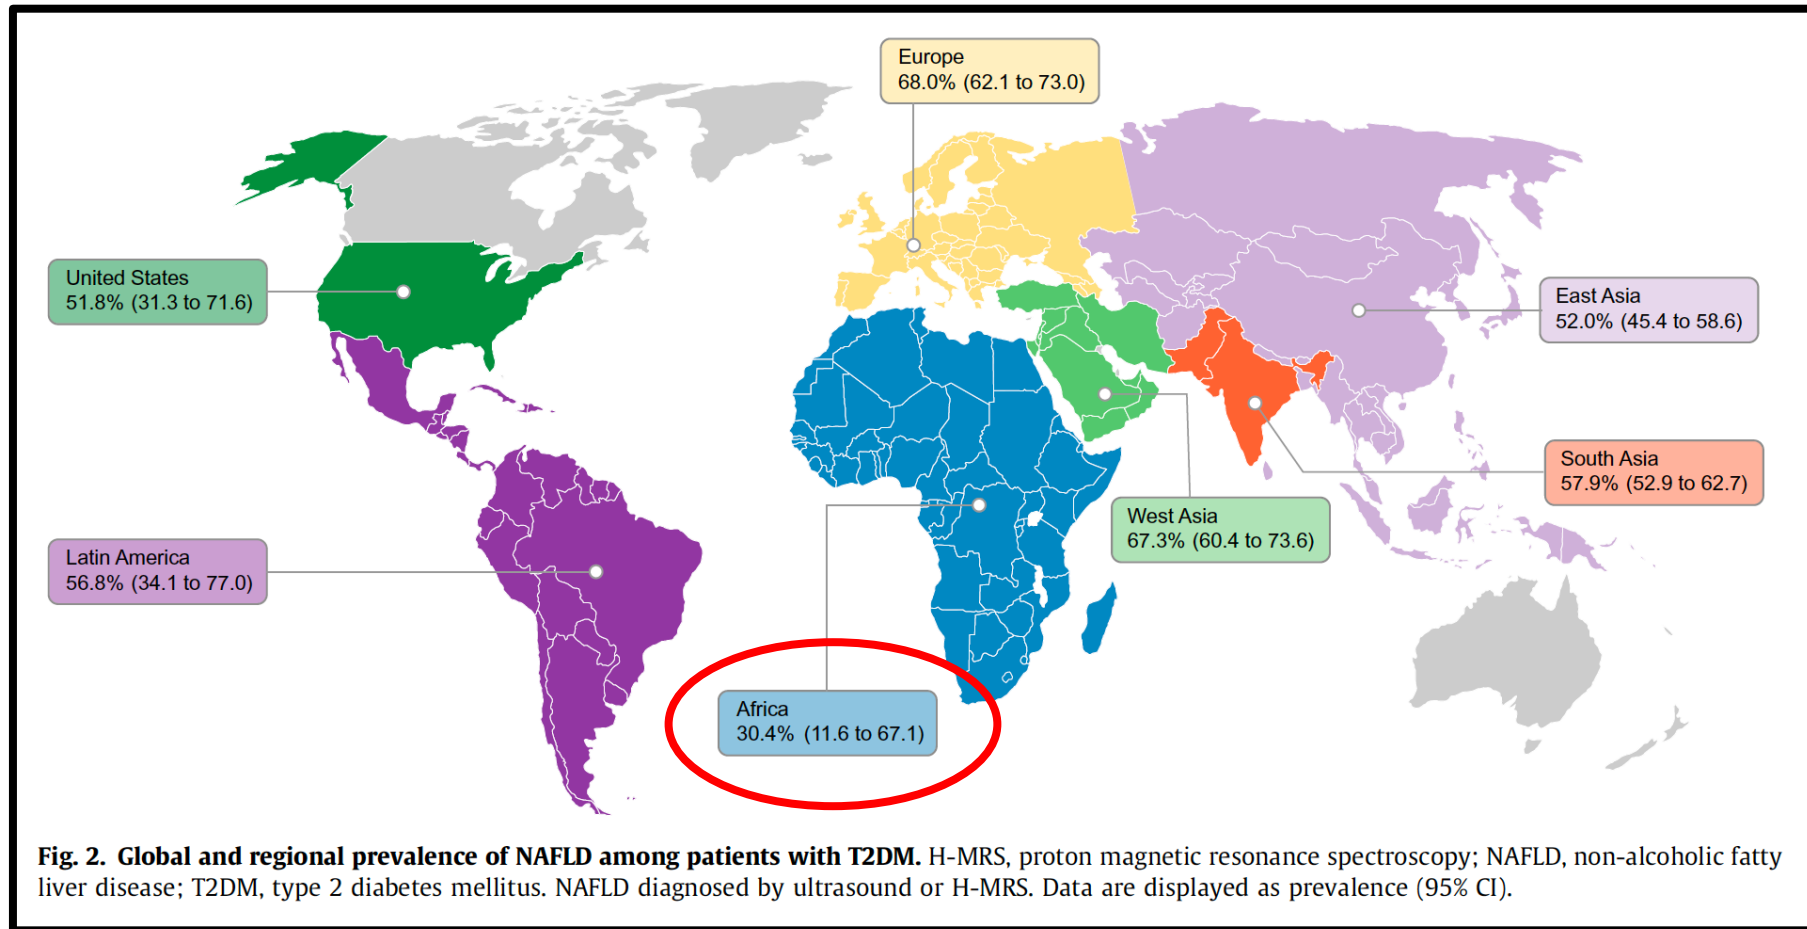 Europe
68.0% (62.1 to 73.0)
United States
51.8% (31.3 to 71.6)
East Asia
52.0% (45.4 to 58.6)
South Asia
57.9% (52.9 to 62.7)
West Asia
67.3% (60.4 to 73.6)
Latin America
56.8% (34.1 to 77.0)
Africa
30.4% (11.6 to 67.1)
Fig. 2. Global and regional prevalence of NAFLD among patients with T2DM. H-MRS, proton magnetic resonance spectroscopy; NAFLD, non-alcoholic fatty
liver disease; T2DM, type 2 diabetes mellitus. NAFLD diagnosed by ultrasound or H-MRS. Data are displayed as prevalence (95% CI).